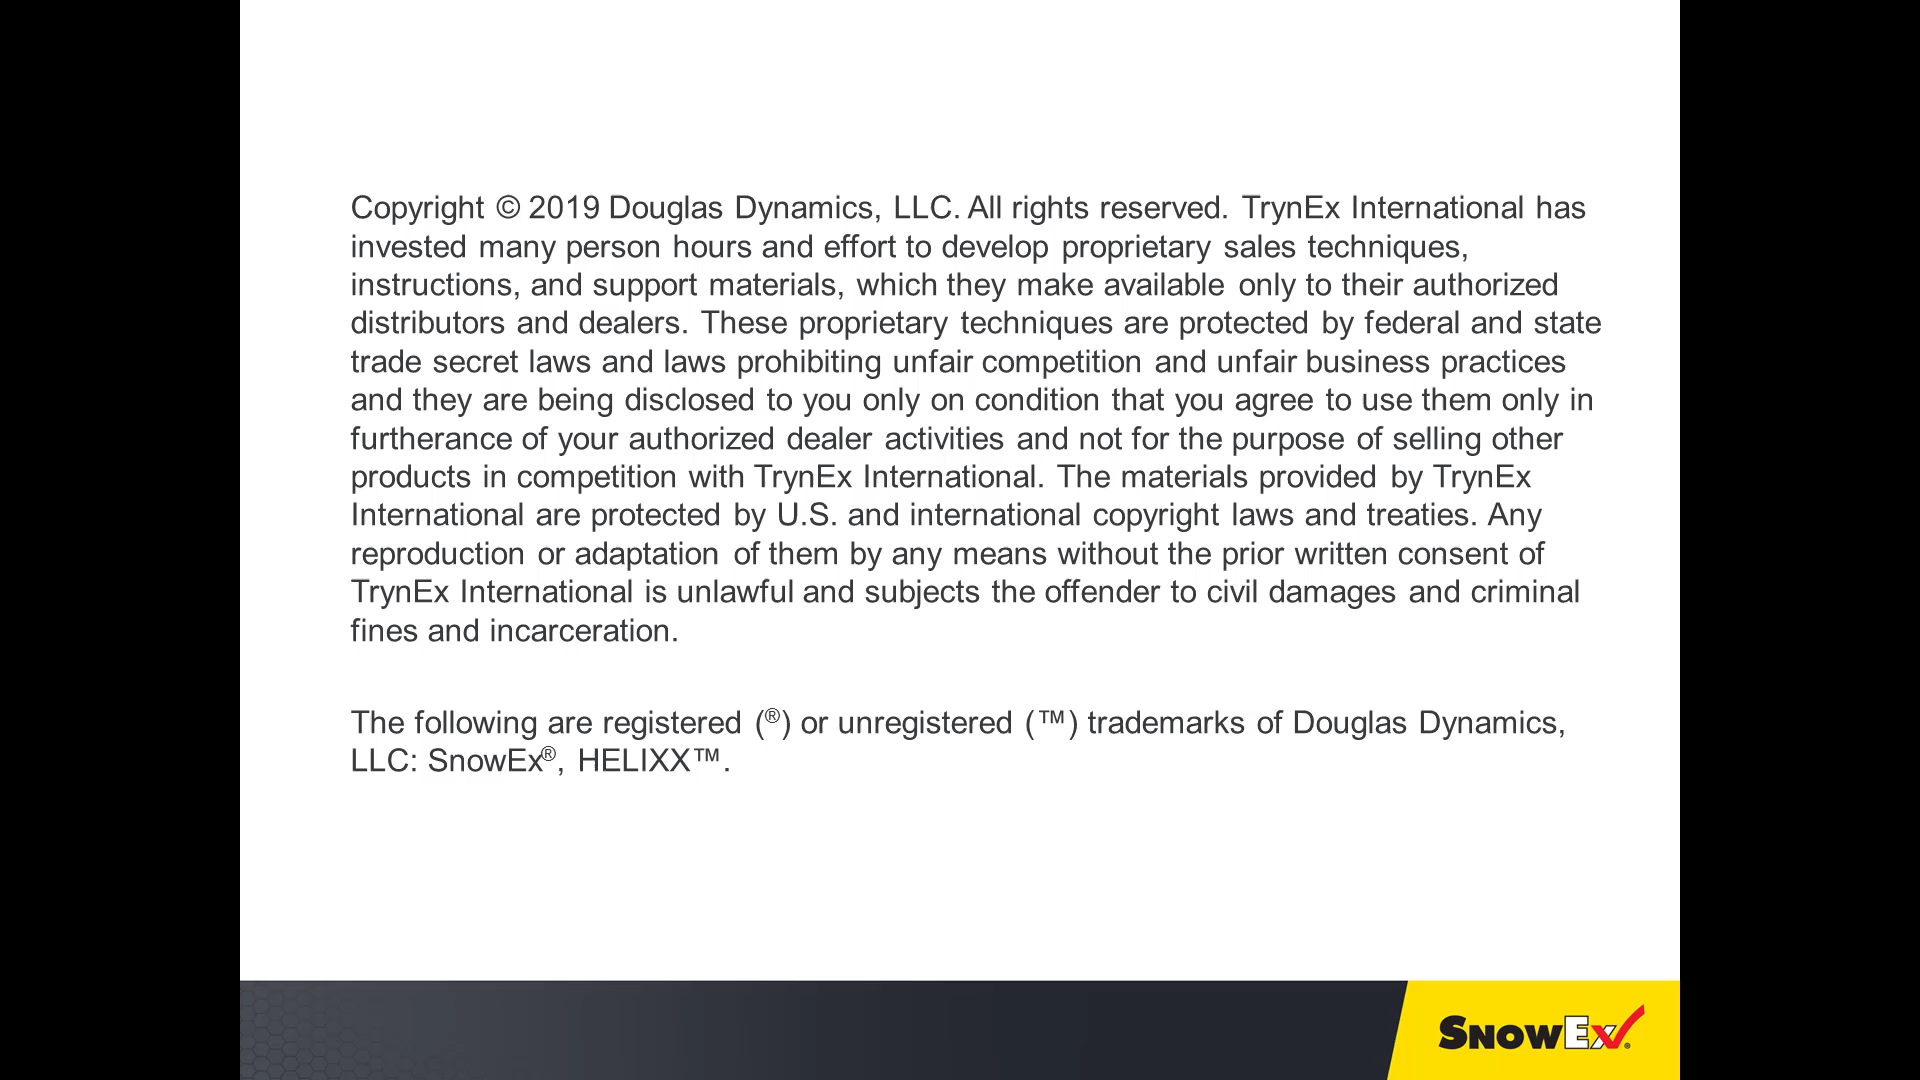 Copyright © 2019 Douglas Dynamics, LLC. All rights reserved. TrynEx International has
invested many person hours and effort to develop proprietary sales techniques,
instructions, and support materials, which they make available only to their authorized
distributors and dealers. These proprietary techniques are protected by federal and state
trade secret laws and laws prohibiting unfair competition and unfair business practices
and they are being disclosed to you only on condition that you agree to use them only in
furtherance of your authorized dealer activities and not for the purpose of selling other
products in competition with TrynEx International. The materials provided by TrynEx
International are protected by U.S. and international copyright laws and treaties. Any
reproduction or adaptation of them by any means without the prior written consent of
TrynEx International is unlawful and subjects the offender to civil damages and criminal
fines and incarceration.
The following are registered (®) or unregistered (™) trademarks of Douglas Dynamics,
LLC: SnowEx®, HELIXX™.
SnowEx®